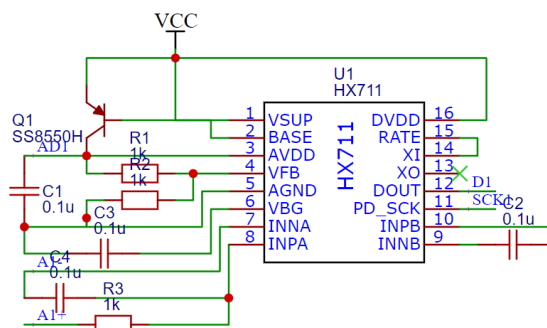 VCC
U1
HX711
Q1
SS8550H
AD1
R1
1k
R2
1k
C1
0.1u
C3
0.1u
C4
0.1u
A1-
R3
1k
A1+
HX711
1 VSUP DVDD 16
2 BASE RATE 15
3 AVDD XI 14
4 VFB XO 13
5 AGND DOUT 12
6 VBG PD_SCK 11
7 INNA INPB 10
8 INPA INNB 9
D1
SCK1
C2
0.1u